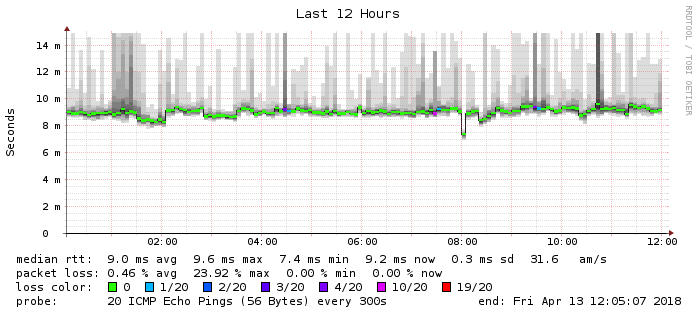 Last 12 Hours
RRDTOOL / TOBI OETIKER
Seconds
14 m
12 m
10 m
8 m
6 m
4 m
2 m
0
02:00 04:00 06:00 08:00 10:00 12:00
median rtt: 9.0 ms avg 9.6 ms max 7.4 ms min 9.2 ms now 0.3 ms sd 31.6 am/s
packet loss: 0.46 % avg 23.92 % max 0.00 % min 0.00 % now
loss color: 0 1/20 2/20 3/20 4/20 10/20 19/20
probe: 20 ICMP Echo Pings (56 Bytes) every 300s end: Fri Apr 13 12:05:07 2018